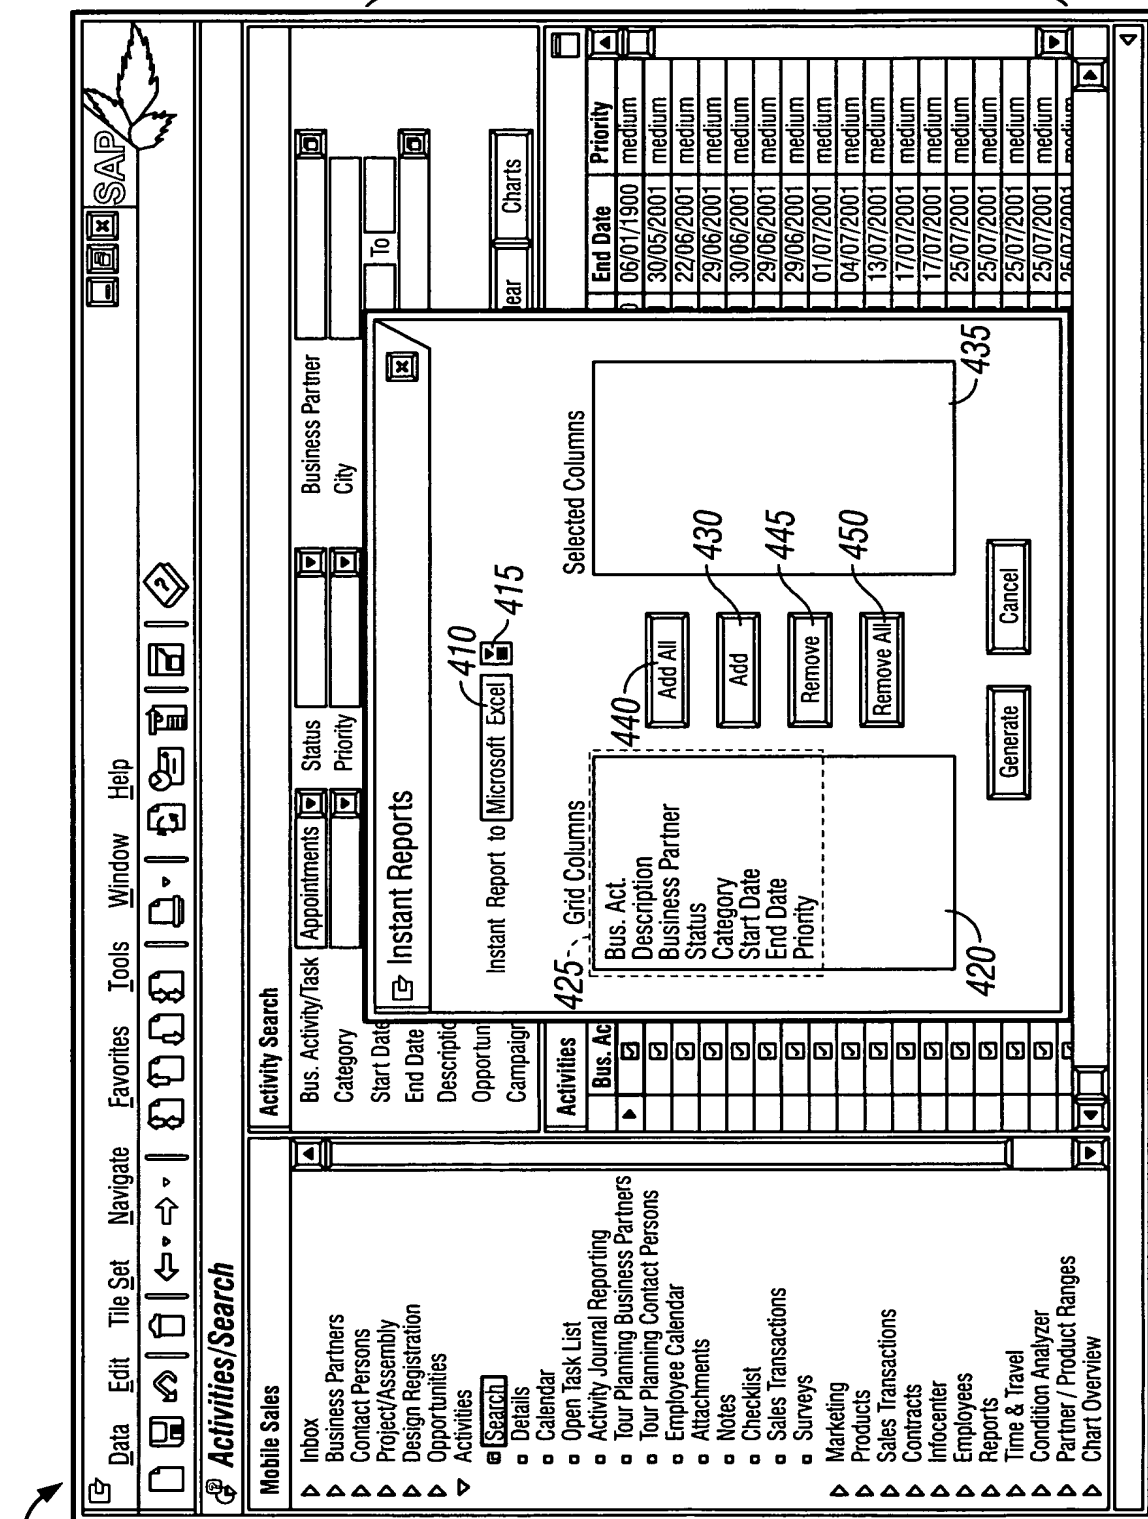 SAP
Data Edit Tile Set Navigate Favorites Tools Window Help
Activities/Search
Mobile Sales
Inbox
Business Partners
Contact Persons
Project/Assembly
Design Registration
Opportunities
Activities
Search
Details
Calendar
Open Task List
Activity Journal Reporting
Tour Planning Business Partners
Tour Planning Contact Persons
Employee Calendar
Attachments
Notes
Checklist
Sales Transactions
Surveys
Marketing
Products
Sales Transactions
Contracts
Infocenter
Employees
Reports
Time & Travel
Condition Analyzer
Partner / Product Ranges
Chart Overview
Activity Search
Bus. Activity/Task Appointments Status Business Partner
Category Priority City
Start Date To
End Date
Descriptio
Opportun
Campaign
ear Charts
Instant Reports
Instant Report to Microsoft Excel
410
415
425 Grid Columns
Selected Columns
Bus. Act.
Description
Business Partner
Status
Category
Start Date
End Date
Priority
420
440
Add All
430
Add
445
Remove
450
Remove All
435
Generate Cancel
Activities
Bus. Ac End Date Priority
06/01/1900 medium
30/05/2001 medium
22/06/2001 medium
29/06/2001 medium
30/06/2001 medium
29/06/2001 medium
29/06/2001 medium
01/07/2001 medium
04/07/2001 medium
13/07/2001 medium
17/07/2001 medium
17/07/2001 medium
25/07/2001 medium
25/07/2001 medium
25/07/2001 medium
25/07/2001 medium
25/07/2001 medium